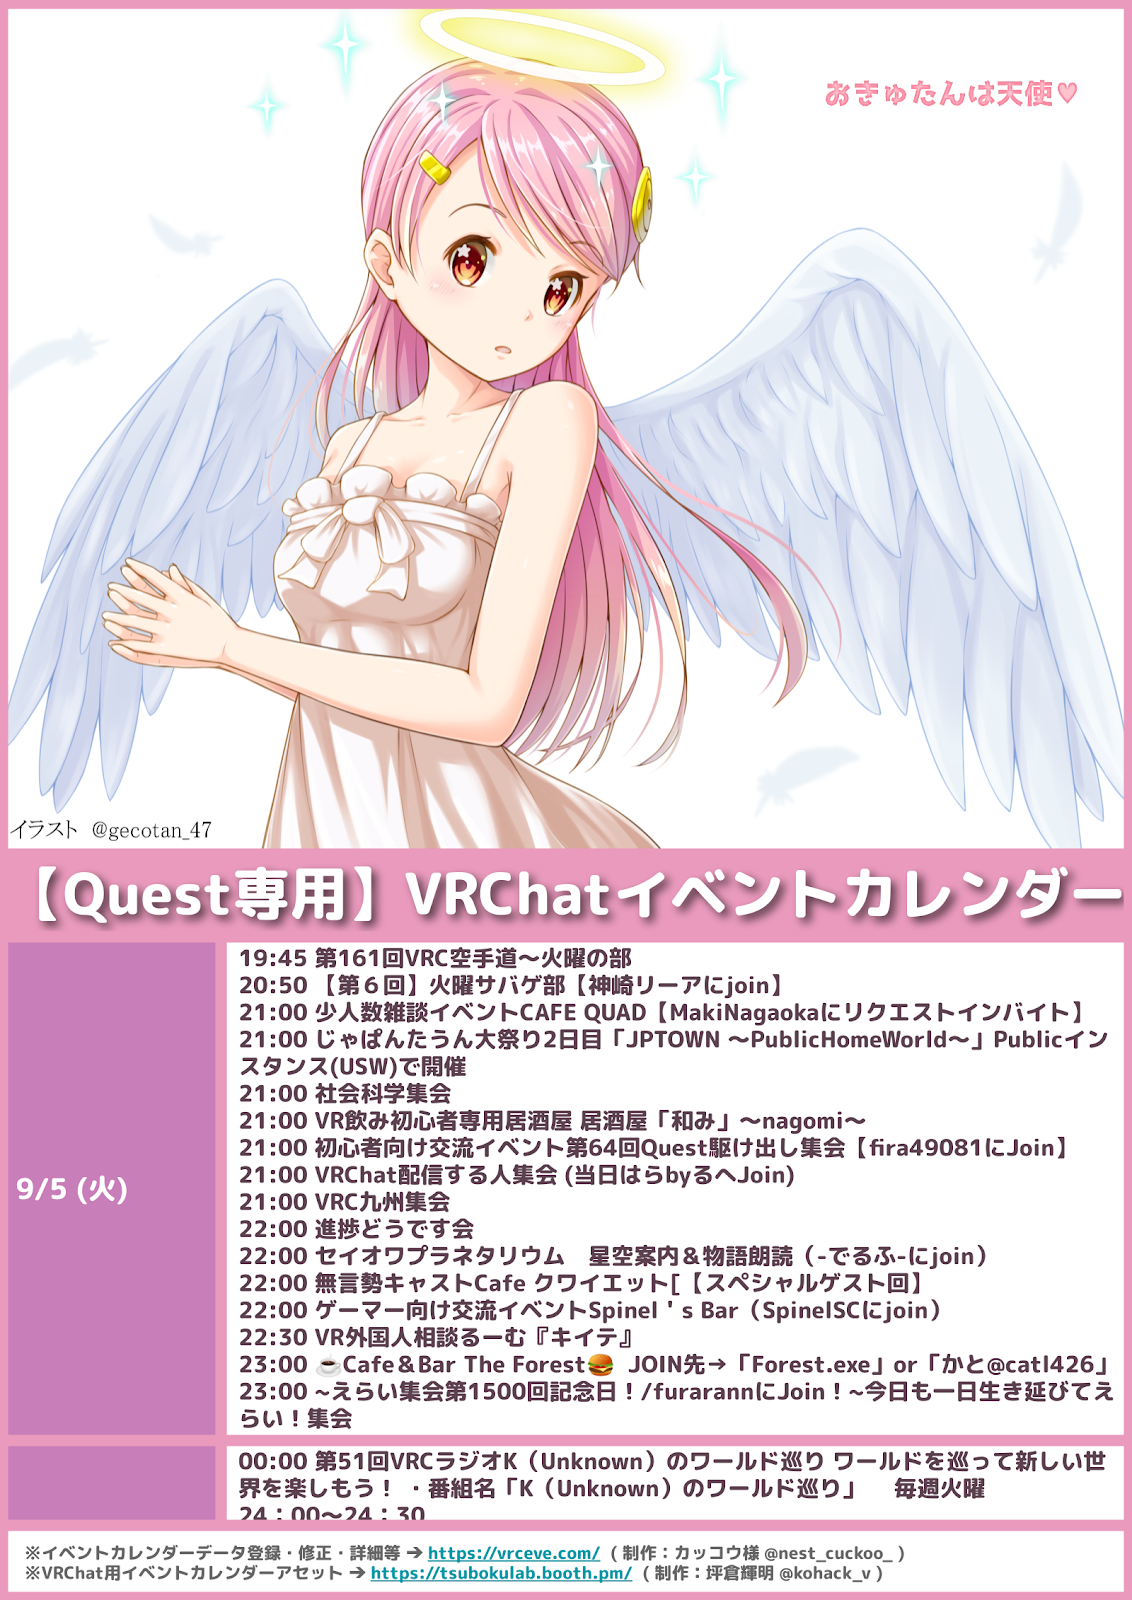 おきゅたんは天使♥
イラスト @gecotan_47
【Quest専用】VRChatイベントカレンダー
9/5 (火)
19:45 第161回VRC空手道～火曜の部
20:50 【第６回】火曜サバゲ部【神崎リーアにjoin】
21:00 少人数雑談イベントCAFE QUAD【MakiNagaokaにリクエストインバイト】
21:00 じゃぱんたうん大祭り2日目「JPTOWN ～PublicHomeWorld～」Publicイン
スタンス(USW)で開催
21:00 社会科学集会
21:00 VR飲み初心者専用居酒屋 居酒屋「和み」～nagomi～
21:00 初心者向け交流イベント第64回Quest駆け出し集会【fira49081にJoin】
21:00 VRChat配信する人集会 (当日はらbyるへJoin)
21:00 VRC九州集会
22:00 進捗どうです会
22:00 セイオワプラネタリウム　星空案内＆物語朗読（-でるふ-にjoin）
22:00 無言勢キャストCafe クワイエット[【スペシャルゲスト回】
22:00 ゲーマー向け交流イベントSpinel＇s Bar（SpinelSCにjoin）
22:30 VR外国人相談るーむ『キイテ』
23:00 ☕Cafe＆Bar The Forest🍔 JOIN先→「Forest.exe」or「かと@catl426」
23:00 ~えらい集会第1500回記念日！/furarannにJoin！~今日も一日生き延びてえ
らい！集会
00:00 第51回VRCラジオK（Unknown）のワールド巡り ワールドを巡って新しい世
界を楽しもう！ ・番組名「K（Unknown）のワールド巡り」　毎週火曜
24：00～24：30
※イベントカレンダーデータ登録・修正・詳細等 ➔ https://vrceve.com/ ( 制作：カッコウ様 @nest_cuckoo_ )
※VRChat用イベントカレンダーアセット ➔ https://tsubokulab.booth.pm/ ( 制作：坪倉輝明 @kohack_v )